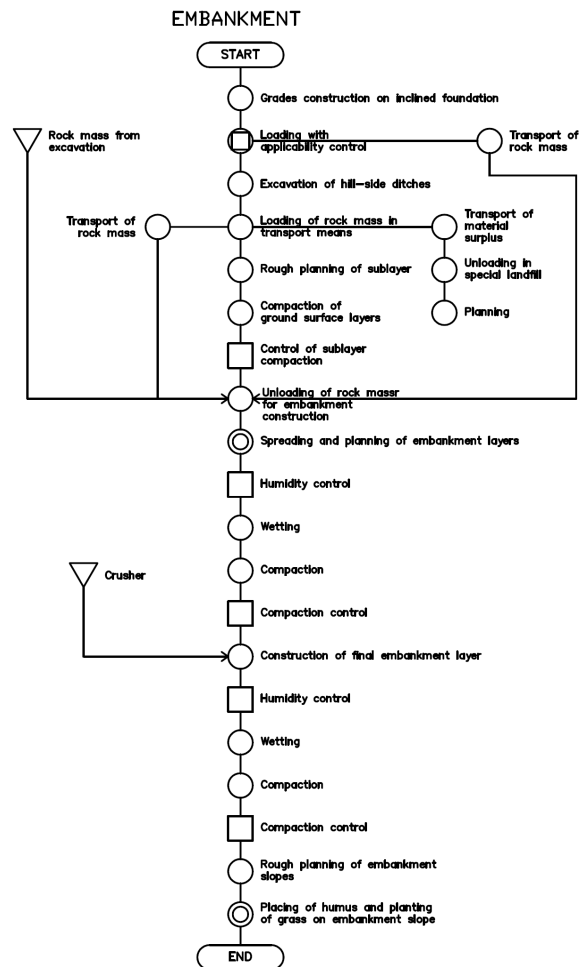 EMBANKMENT
START
Grades construction on inclined foundation
Rock mass from
excavation
Loading with
applicability control
Transport of
rock mass
Excavation of hill-side ditches
Transport of
rock mass
Loading of rock mass in
transport means
Transport of
material
surplus
Rough planning of sublayer
Unloading in
special landfill
Compaction of
ground surface layers
Planning
Control of sublayer
compaction
Unloading of rock massr
for embankment
construction
Spreading and planning of embankment layers
Humidity control
Wetting
Crusher
Compaction
Compaction control
Construction of final embankment layer
Humidity control
Wetting
Compaction
Compaction control
Rough planning of embankment
slopes
Placing of humus and planting
of grass on embankment slope
END